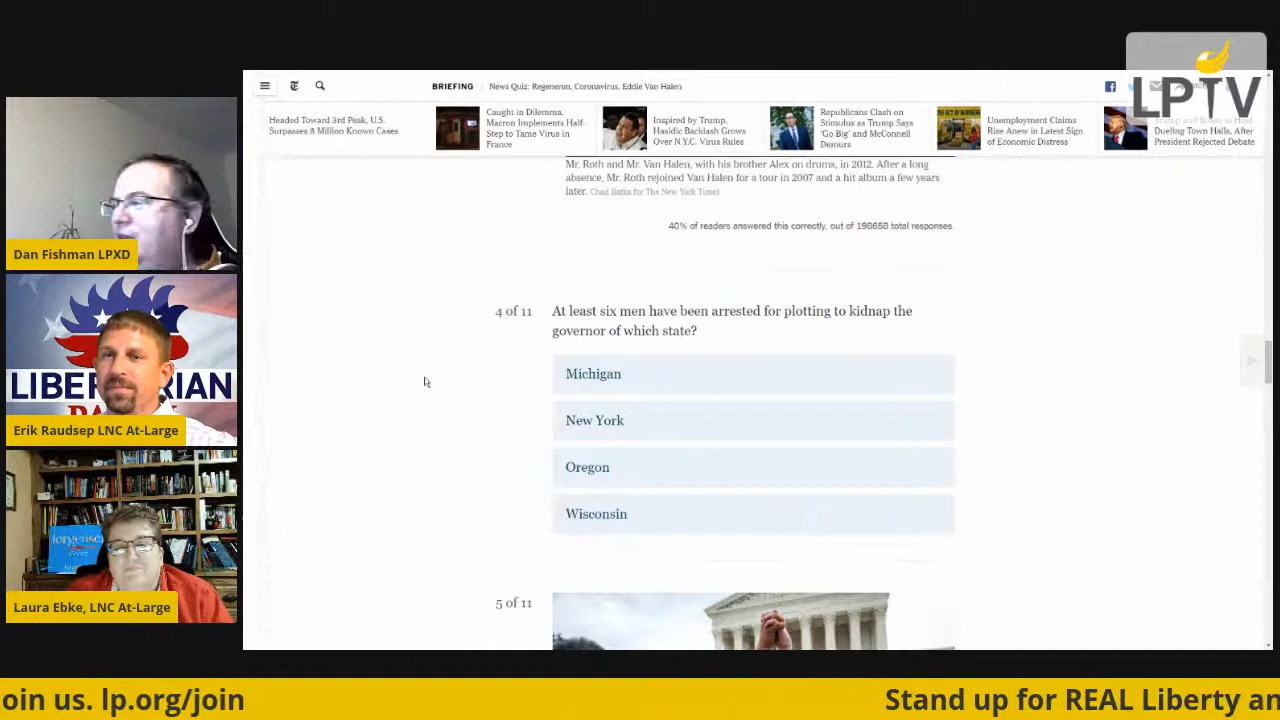 LPTV
BRIEFING
News Quiz: Regeneron, Coronavirus, Eddie Van Halen
Headed Toward 3rd Peak, U.S.
Surpasses 8 Million Known Cases
Caught in Dilemma,
Macron Implements Half-
Step to Tame Virus in
France
Inspired by Trump,
Hasidic Backlash Grows
Over N.Y.C. Virus Rules
Republicans Clash on
Stimulus as Trump Says
‘Go Big’ and McConnell
Demurs
Unemployment Claims
Rise Anew in Latest Sign
of Economic Distress
Trump and Biden to Hold
Dueling Town Halls, After
President Rejected Debate
Mr. Roth and Mr. Van Halen, with his brother Alex on drums, in 2012. After a long
absence, Mr. Roth rejoined Van Halen for a tour in 2007 and a hit album a few years
later. Chad Batka for The New York Times
40% of readers answered this correctly, out of 198658 total responses.
4 of 11
At least six men have been arrested for plotting to kidnap the
governor of which state?
Michigan
New York
Oregon
Wisconsin
5 of 11
Dan Fishman LPXD
Erik Raudsep LNC At-Large
Laura Ebke, LNC At-Large
oin us. lp.org/join
Stand up for REAL Liberty an